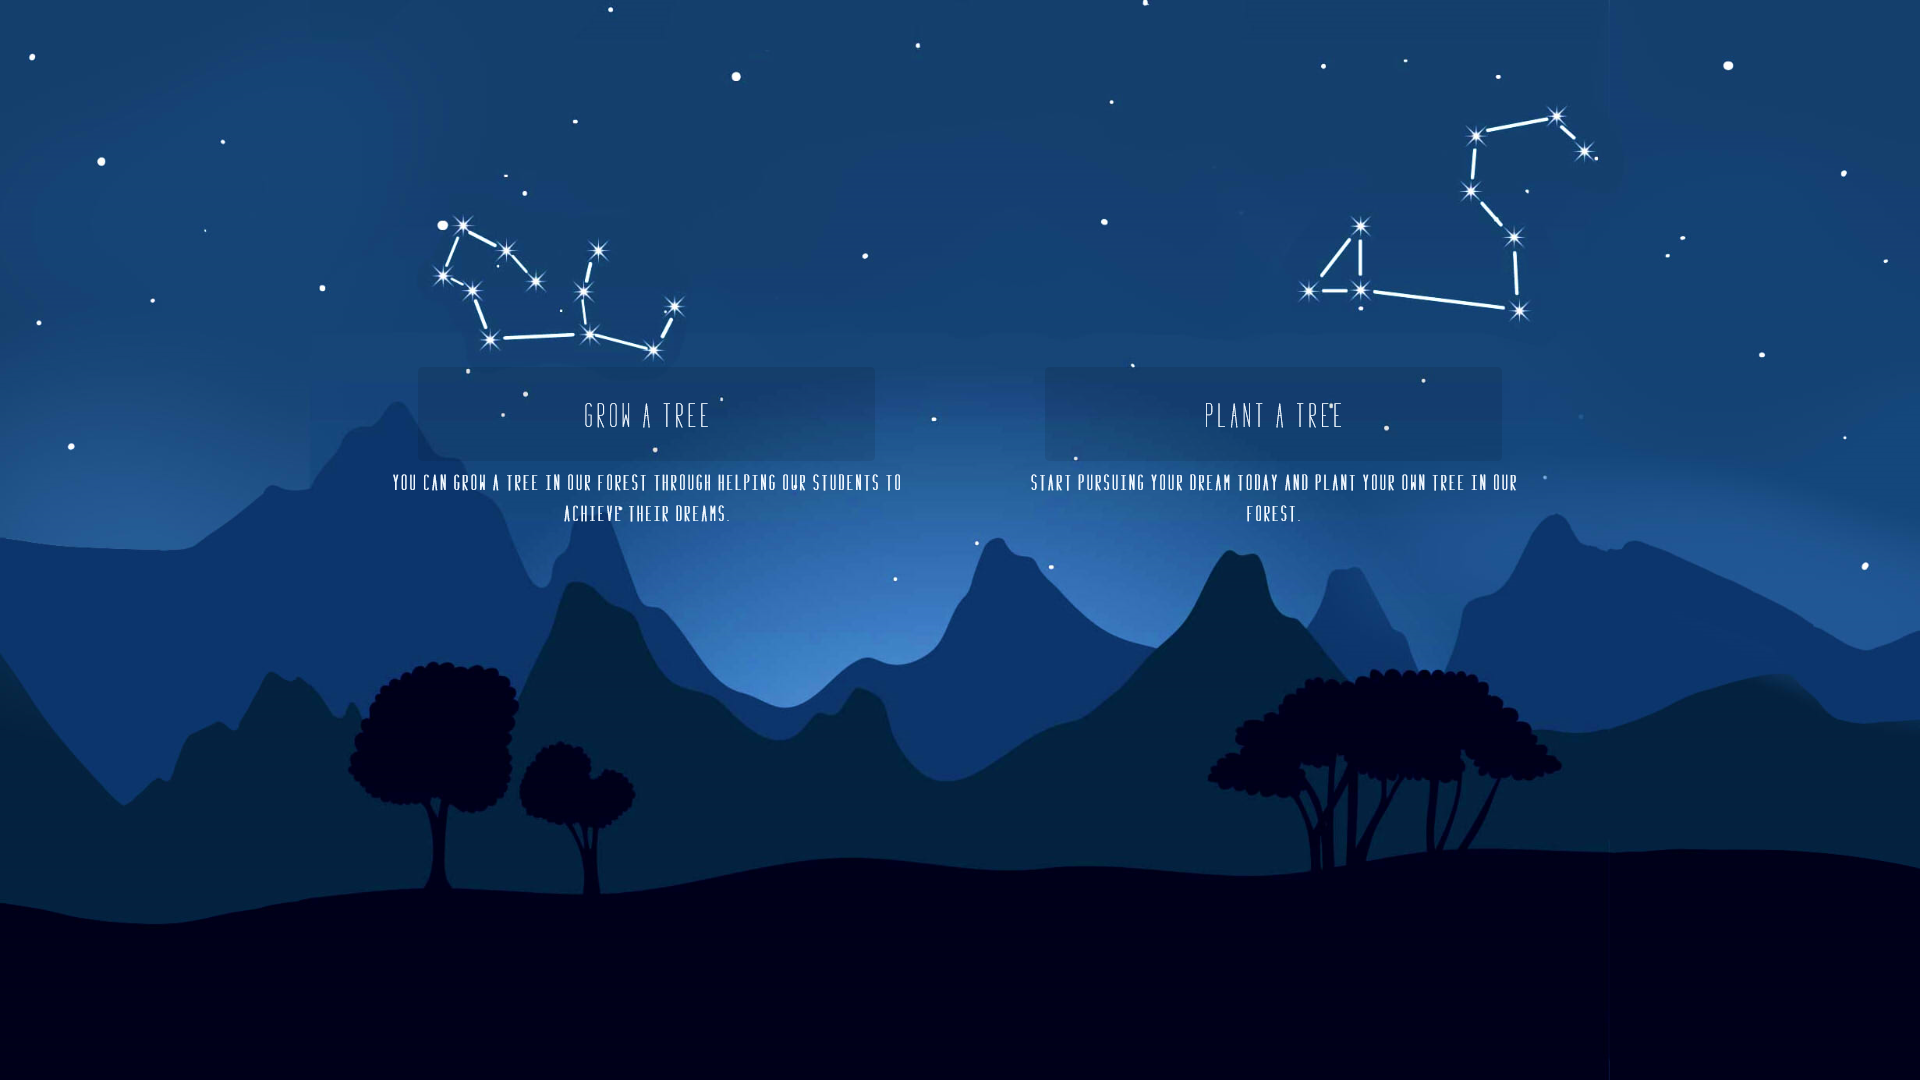 GROW A TREE
YOU CAN GROW A TREE IN OUR FOREST THROUGH HELPING OUR STUDENTS TO
ACHIEVE THEIR DREAMS.
PLANT A TREE
START PURSUING YOUR DREAM TODAY AND PLANT YOUR OWN TREE IN OUR
FOREST.